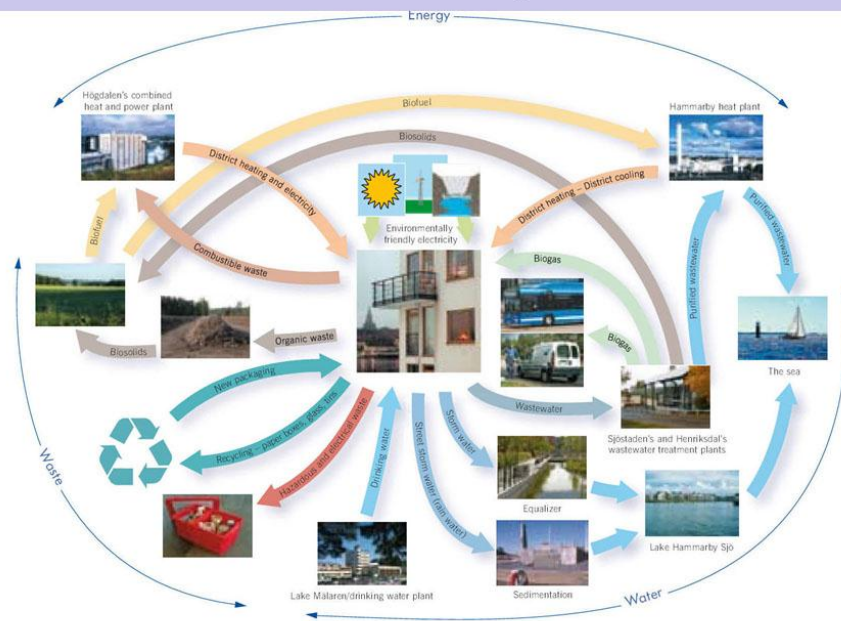 Energy
Högdalen's combined
heat and power plant
Biofuel
Hammarby heat plant
Biosolids
District heating and electricity
District heating – District cooling
Environmentally
friendly electricity
Biofuel
Combustible waste
Purified wastewater
Purified wastewater
Biogas
Biogas
Organic waste
Biosolids
The sea
New packaging
Recycling – paper boxes, glass, tins
Hazardous and electrical waste
Drinking water
Storm water
Street storm water (rain water)
Wastewater
Sjöstaden's and Henriksdal's
wastewater treatment plants
Waste
Equalizer
Lake Hammarby Sjö
Lake Mälaren/drinking water plant
Sedimentation
Water